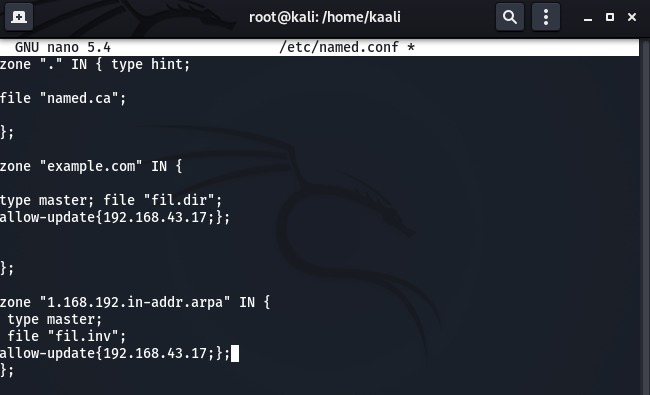 root@kali: /home/kaali
GNU nano 5.4 /etc/named.conf *
zone "." IN { type hint;
file "named.ca";
};
zone "example.com" IN {
type master; file "fil.dir";
allow-update{192.168.43.17;};
};
zone "1.168.192.in-addr.arpa" IN {
type master;
file "fil.inv";
allow-update{192.168.43.17;};
};